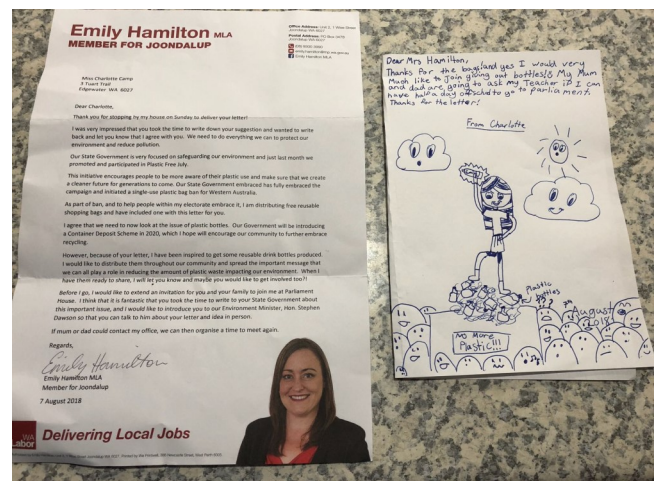 Emily Hamilton MLA
MEMBER FOR JOONDALUP
Miss Charlotte Camp
3 Tuart Trail
Edgewater WA 6027
Dear Charlotte,
Thank you for stopping by my house on Sunday to deliver your letter!
I was very impressed that you took the time to write down your suggestion and wanted to write
back and let you know that I agree with you. We need to do everything we can to protect our
environment and reduce pollution.
Our State Government is very focused on safeguarding our environment and just last month we
promoted and participated in Plastic Free July.
This initiative encourages people to be more aware of their plastic use and make sure that we create
a cleaner future for generations to come. Our State Government embraced has fully embraced the
campaign and initiated a single-use plastic bag ban for Western Australia.
As part of ban, and to help people within my electorate embrace it, I am distributing free reusable
shopping bags and have included one with this letter for you.
I agree that we need to now look at the issue of plastic bottles. Our Government will be introducing
a Container Deposit Scheme in 2020, which I hope will encourage our community to further embrace
recycling.
However, because of your letter, I have been inspired to get some reusable drink bottles produced.
I would like to distribute them throughout our community and spread the important message that
we can all play a role in reducing the amount of plastic waste impacting our environment. When I
have them ready to share, I will let you know and maybe you would like to get involved too?!
Before I go, I would like to extend an invitation for you and your family to join me at Parliament
House. I think that it is fantastic that you took the time to write to your State Government about
this important issue, and I would like to introduce you to our Environment Minister, Hon. Stephen
Dawson so that you can talk to him about your letter and idea in person.
If mum or dad could contact my office, we can then organise a time to meet again.
Regards,
Emily Hamilton
Emily Hamilton MLA
Member for Joondalup
7 August 2018
WA
Labor
Delivering Local Jobs
Dear Mrs Hamilton,
Thanks for the bags!and yes I would very
Much like to Join giving out bottles!! My Mum
and dad are going to ask my Teacher if I can
have half a day of schol to go to parliament.
Thanks for the letter!
From Charlotte
Plastic
Bottles
7th August
2018
No More
Plastic!!!